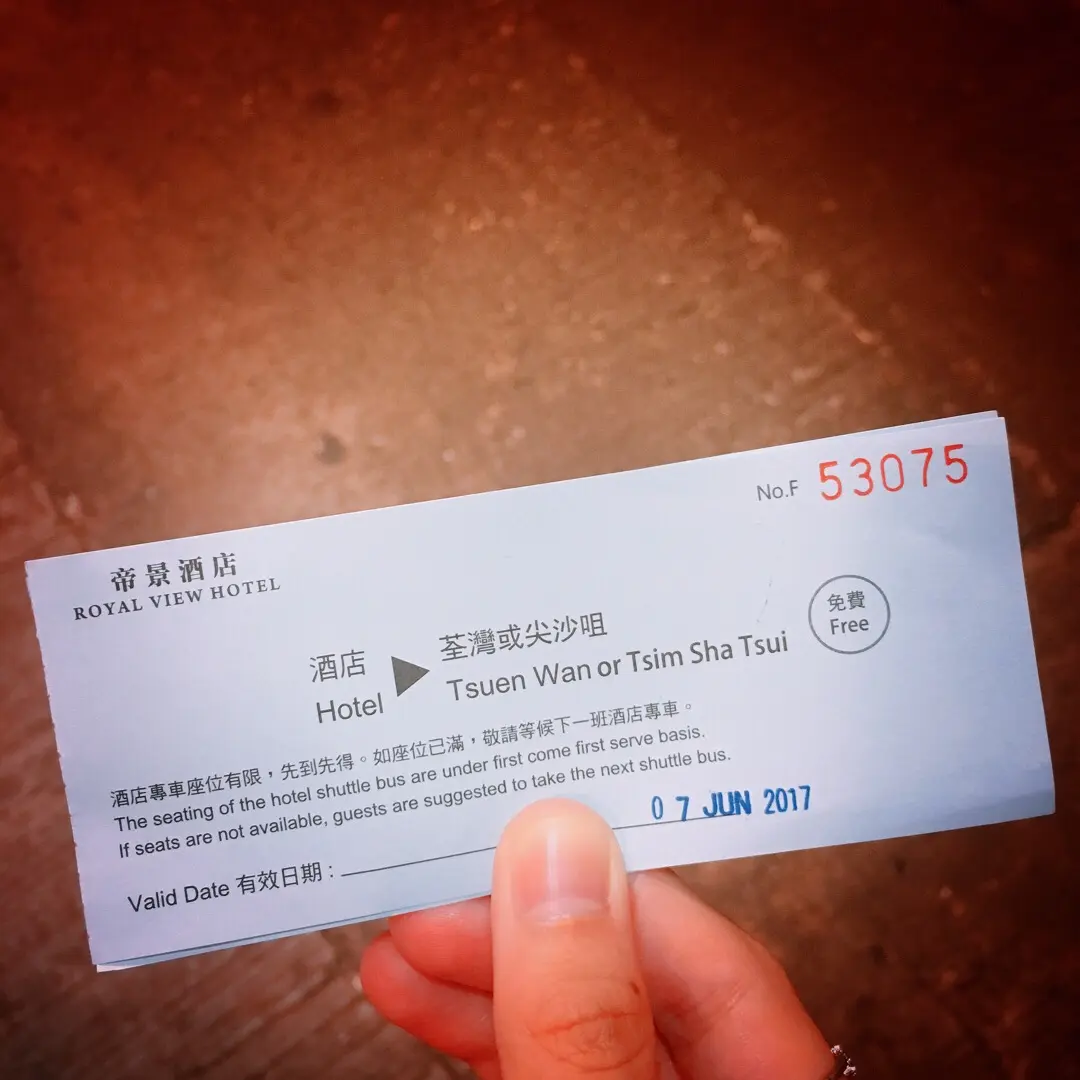 No.F 53075
帝景酒店
ROYAL VIEW HOTEL
酒店 ▶ 荃灣或尖沙咀
Hotel Tsuen Wan or Tsim Sha Tsui
免費
Free
酒店專車座位有限，先到先得。如座位已滿，敬請等候下一班酒店專車。
The seating of the hotel shuttle bus are under first come first serve basis.
If seats are not available, guests are suggested to take the next shuttle bus.
Valid Date 有效日期 : 0 7 JUN 2017